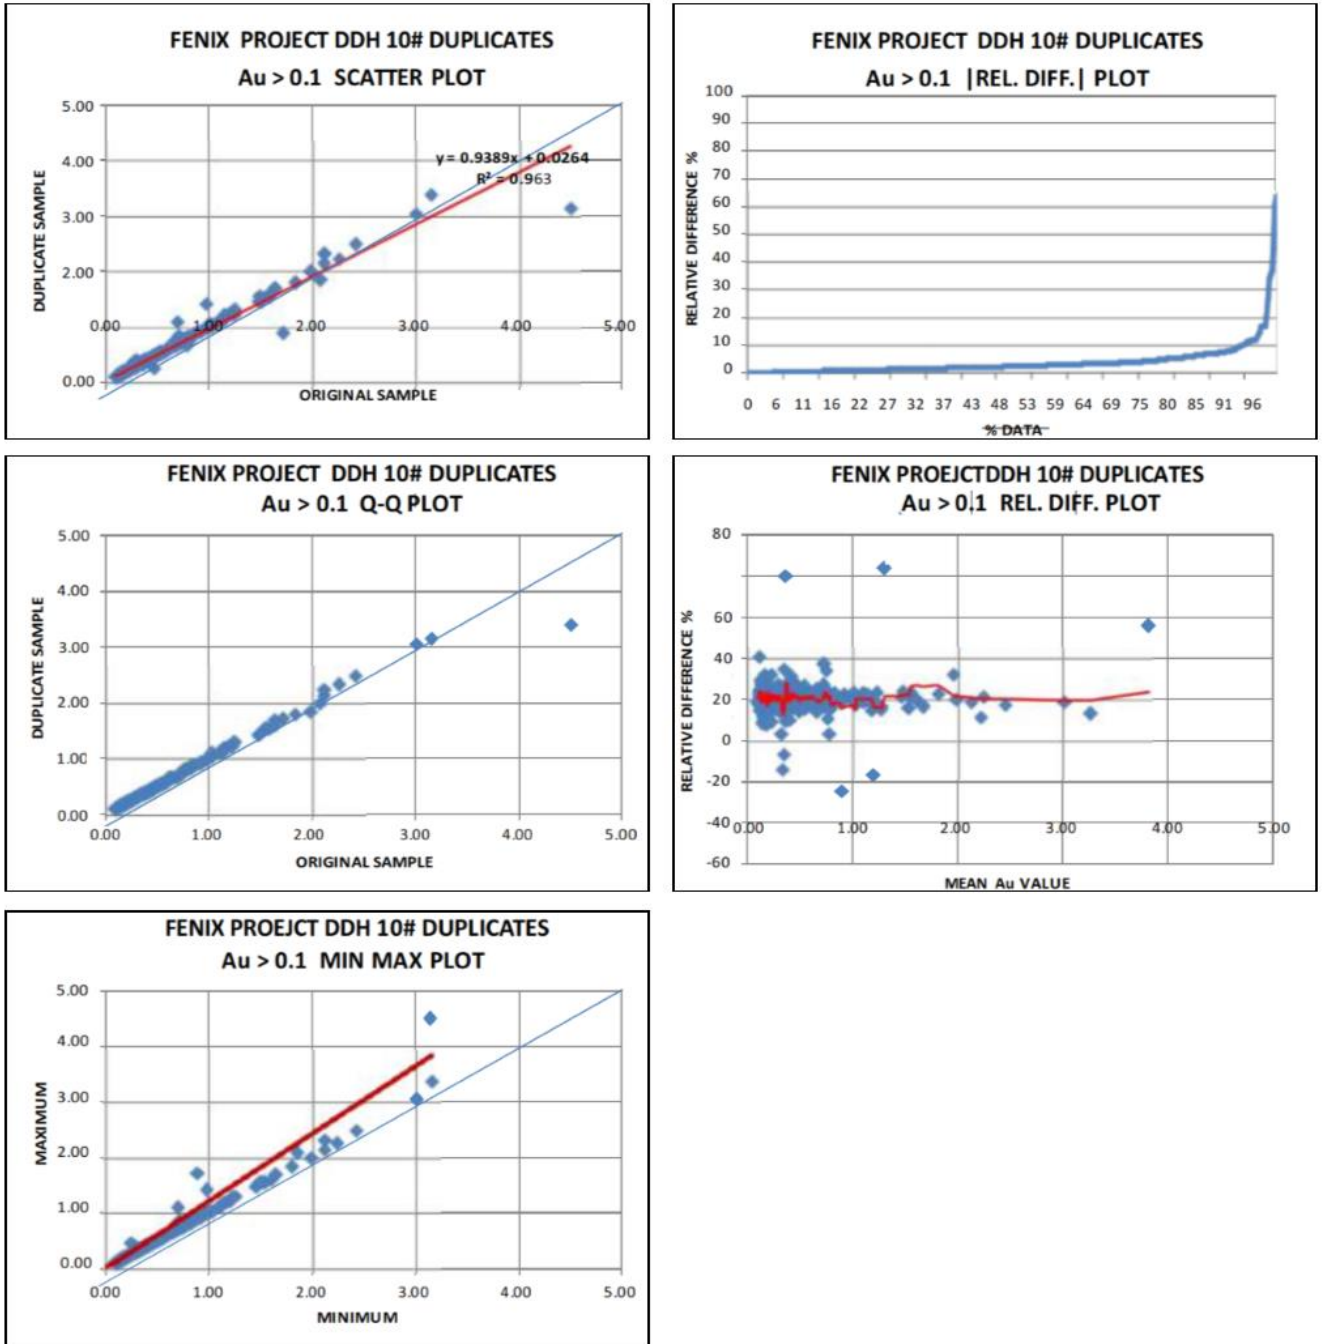 FENIX PROJECT DDH 10# DUPLICATES
Au > 0.1 SCATTER PLOT
5.00
4.00
3.00
2.00
1.00
0.00
DUPLICATE SAMPLE
y = 0.9389x + 0.0264
R² = 0.963
0.00 1.00 2.00 3.00 4.00 5.00
ORIGINAL SAMPLE
FENIX PROJECT DDH 10# DUPLICATES
Au > 0.1 |REL. DIFF.| PLOT
100
90
80
70
60
50
40
30
20
10
0
RELATIVE DIFFERENCE %
0 6 11 16 22 27 32 37 43 48 53 59 64 69 75 80 85 91 96
% DATA
FENIX PROJECT DDH 10# DUPLICATES
Au > 0.1 Q-Q PLOT
5.00
4.00
3.00
2.00
1.00
0.00
DUPLICATE SAMPLE
0.00 1.00 2.00 3.00 4.00 5.00
ORIGINAL SAMPLE
FENIX PROEJCTDDH 10# DUPLICATES
Au > 0.1 REL. DIFF. PLOT
80
60
40
20
0
-20
-40
-60
RELATIVE DIFFERENCE %
0.00 1.00 2.00 3.00 4.00 5.00
MEAN Au VALUE
FENIX PROEJCT DDH 10# DUPLICATES
Au > 0.1 MIN MAX PLOT
5.00
4.00
3.00
2.00
1.00
0.00
MAXIMUM
0.00 1.00 2.00 3.00 4.00 5.00
MINIMUM